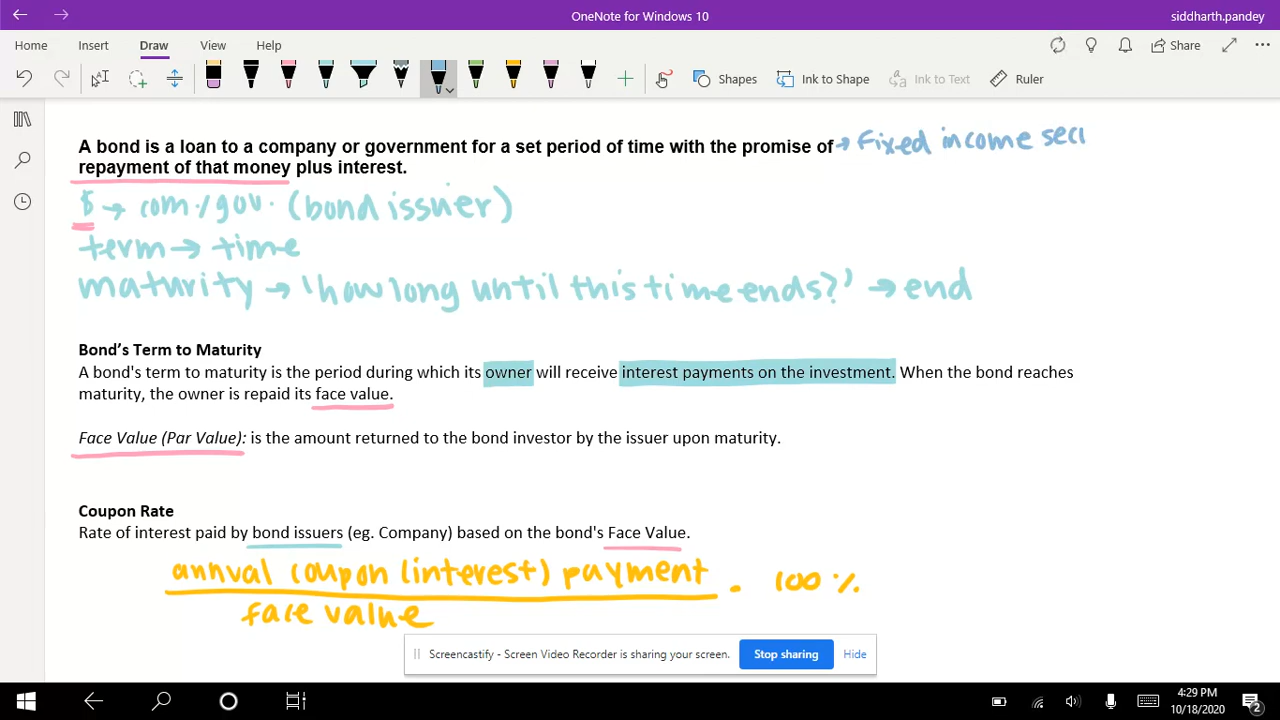 OneNote for Windows 10
siddharth.pandey
Home Insert Draw View Help
Share
Shapes Ink to Shape Ink to Text Ruler
A bond is a loan to a company or government for a set period of time with the promise of → Fixed income sec
repayment of that money plus interest.
$ → com./gov. (bond issuer)
term → time
maturity → 'how long until this time ends?' → end
Bond's Term to Maturity
A bond's term to maturity is the period during which its owner will receive interest payments on the investment. When the bond reaches
maturity, the owner is repaid its face value.
Face Value (Par Value): is the amount returned to the bond investor by the issuer upon maturity.
Coupon Rate
Rate of interest paid by bond issuers (eg. Company) based on the bond's Face Value.
annual coupon (interest) payment . 100%
face value
Screencastify - Screen Video Recorder is sharing your screen. Stop sharing Hide
4:29 PM
10/18/2020
2